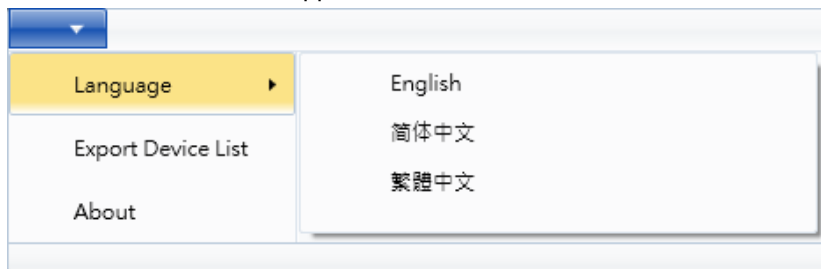 Language
Export Device List
About
English
简体中文
繁體中文